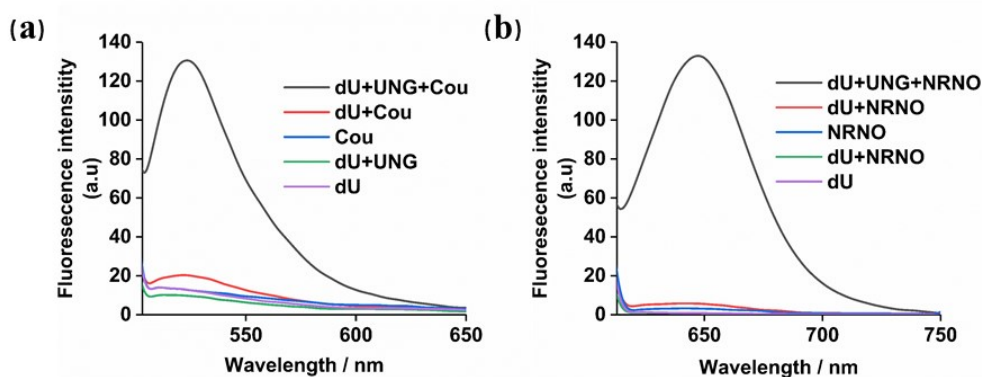 (a)
Fluoresecence intensitity
(a.u)
140
120
100
80
60
40
20
0
dU+UNG+Cou
dU+Cou
Cou
dU+UNG
dU
550
600
650
Wavelength / nm
(b)
Fluoresecence intensitity
(a.u)
140
120
100
80
60
40
20
0
dU+UNG+NRNO
dU+NRNO
NRNO
dU+NRNO
dU
650
700
750
Wavelength / nm